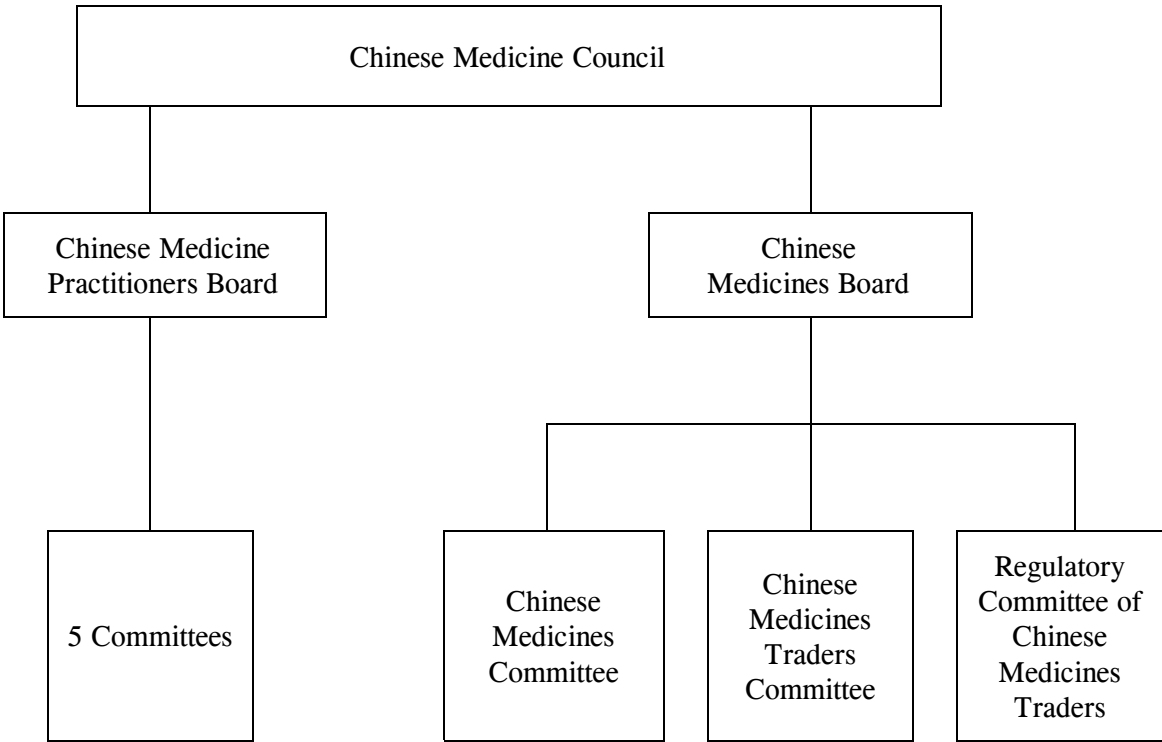 Chinese Medicine Council
Chinese Medicine
Practitioners Board
Chinese
Medicines Board
5 Committees
Chinese
Medicines
Committee
Chinese
Medicines
Traders
Committee
Regulatory
Committee of
Chinese
Medicines
Traders